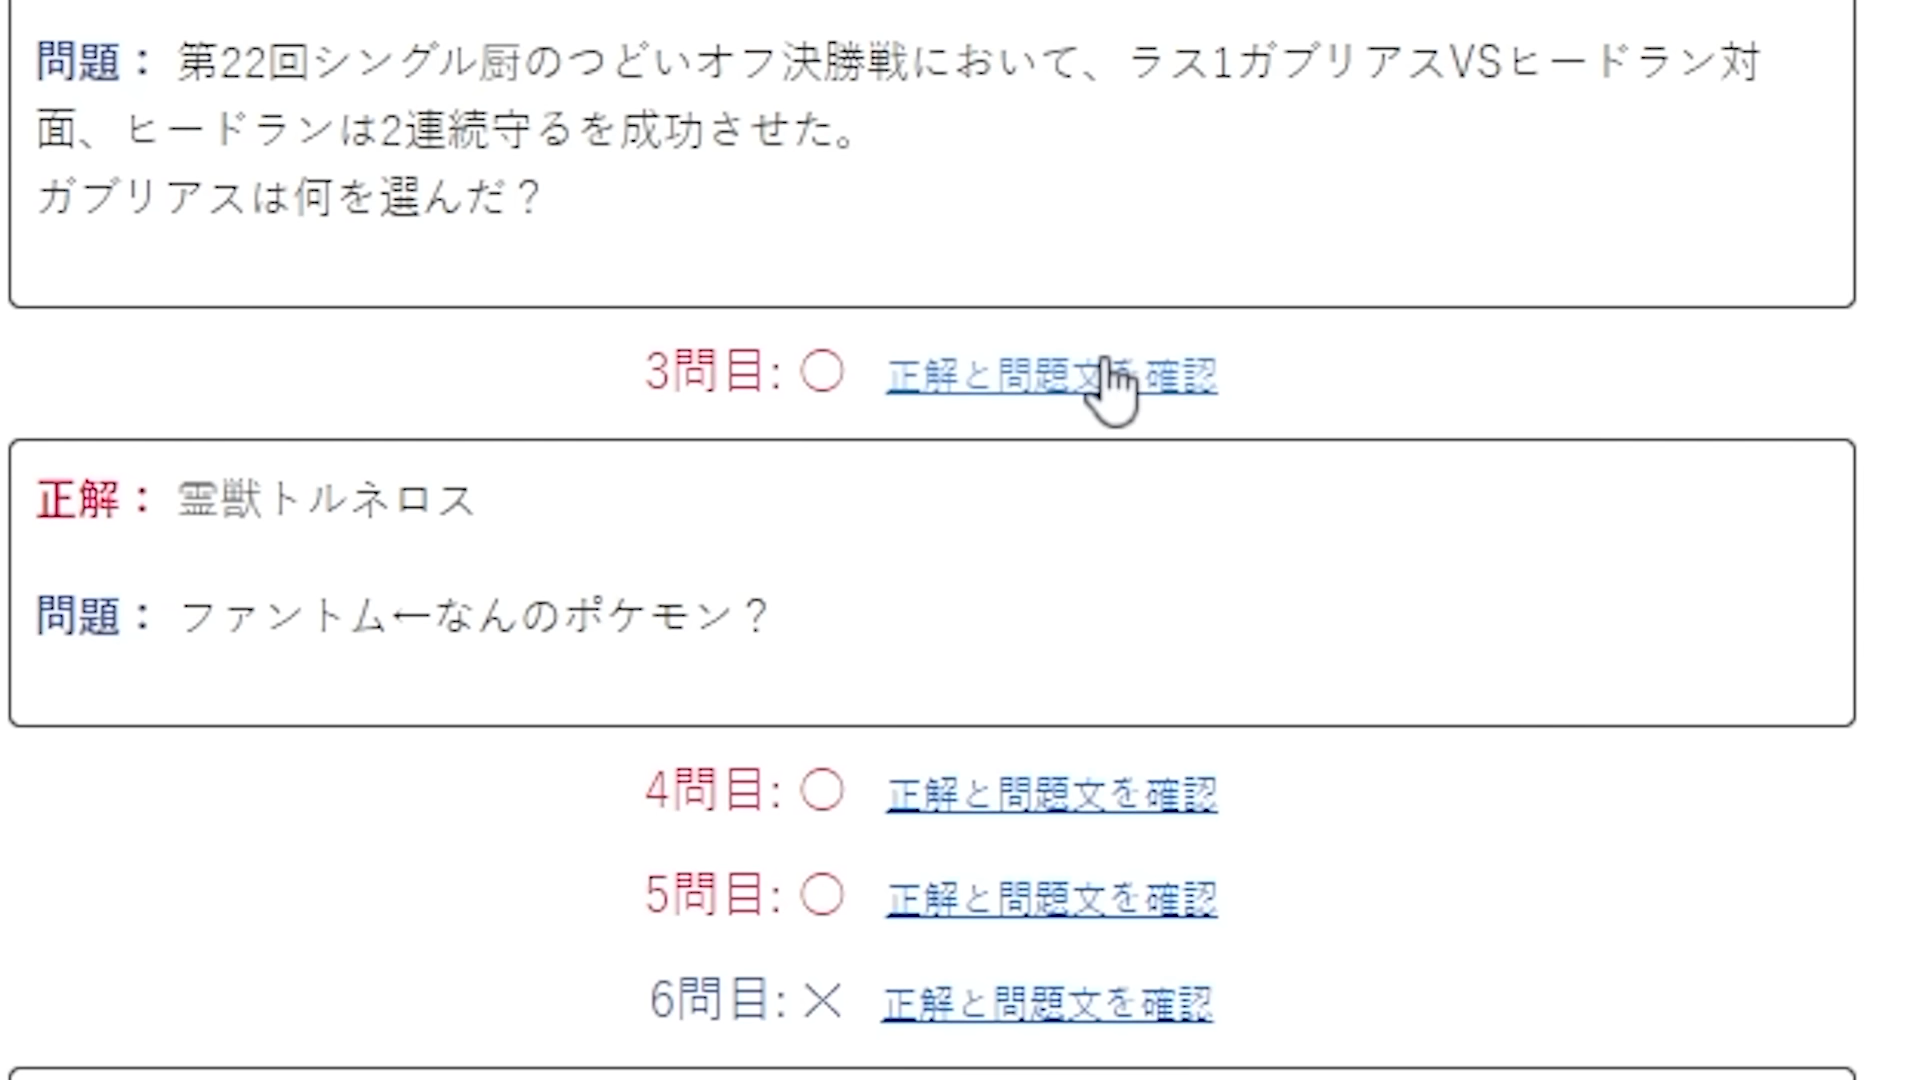 問題： 第22回シングル厨のつどいオフ決勝戦において、ラス1ガブリアスVSヒードラン対
面、ヒードランは2連続守るを成功させた。
ガブリアスは何を選んだ？
3問目: ○ 正解と問題文を確認
正解： 霊獣トルネロス
問題： ファントム←なんのポケモン？
4問目: ○ 正解と問題文を確認
5問目: ○ 正解と問題文を確認
6問目: × 正解と問題文を確認